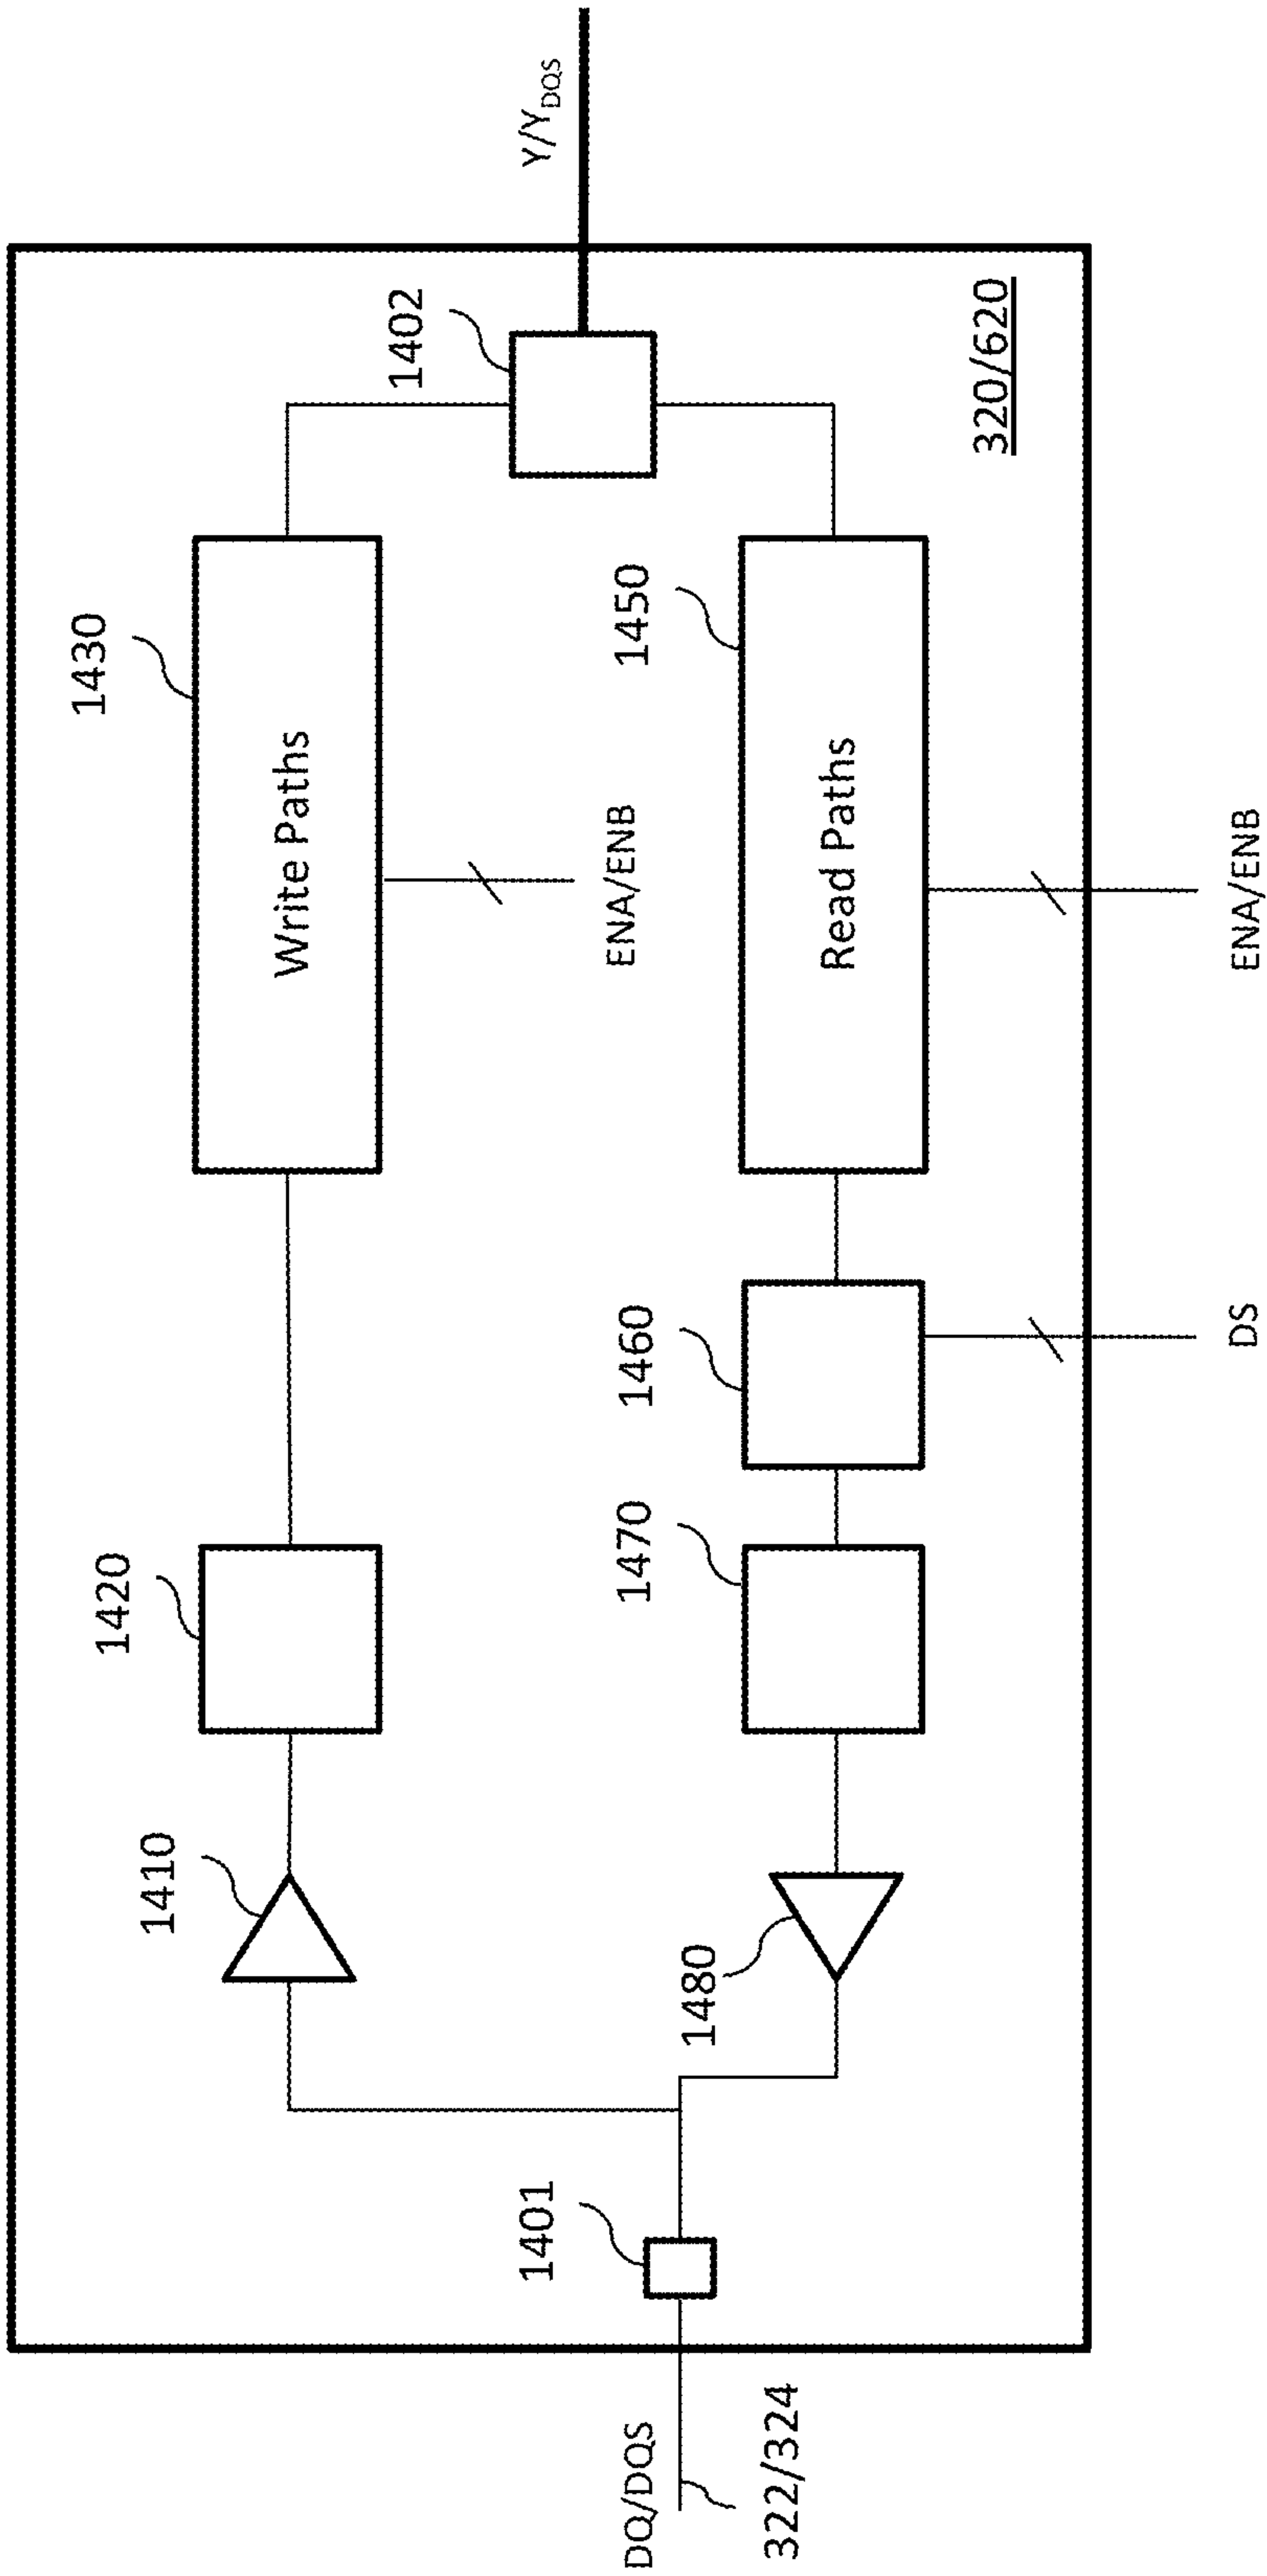 1430
Write Paths
ENA/ENB
1420
1410
1402
Y/Y_DQS
1450
Read Paths
ENA/ENB
1460
DS
1470
1480
1401
DQ/DQS
322/324
320/620